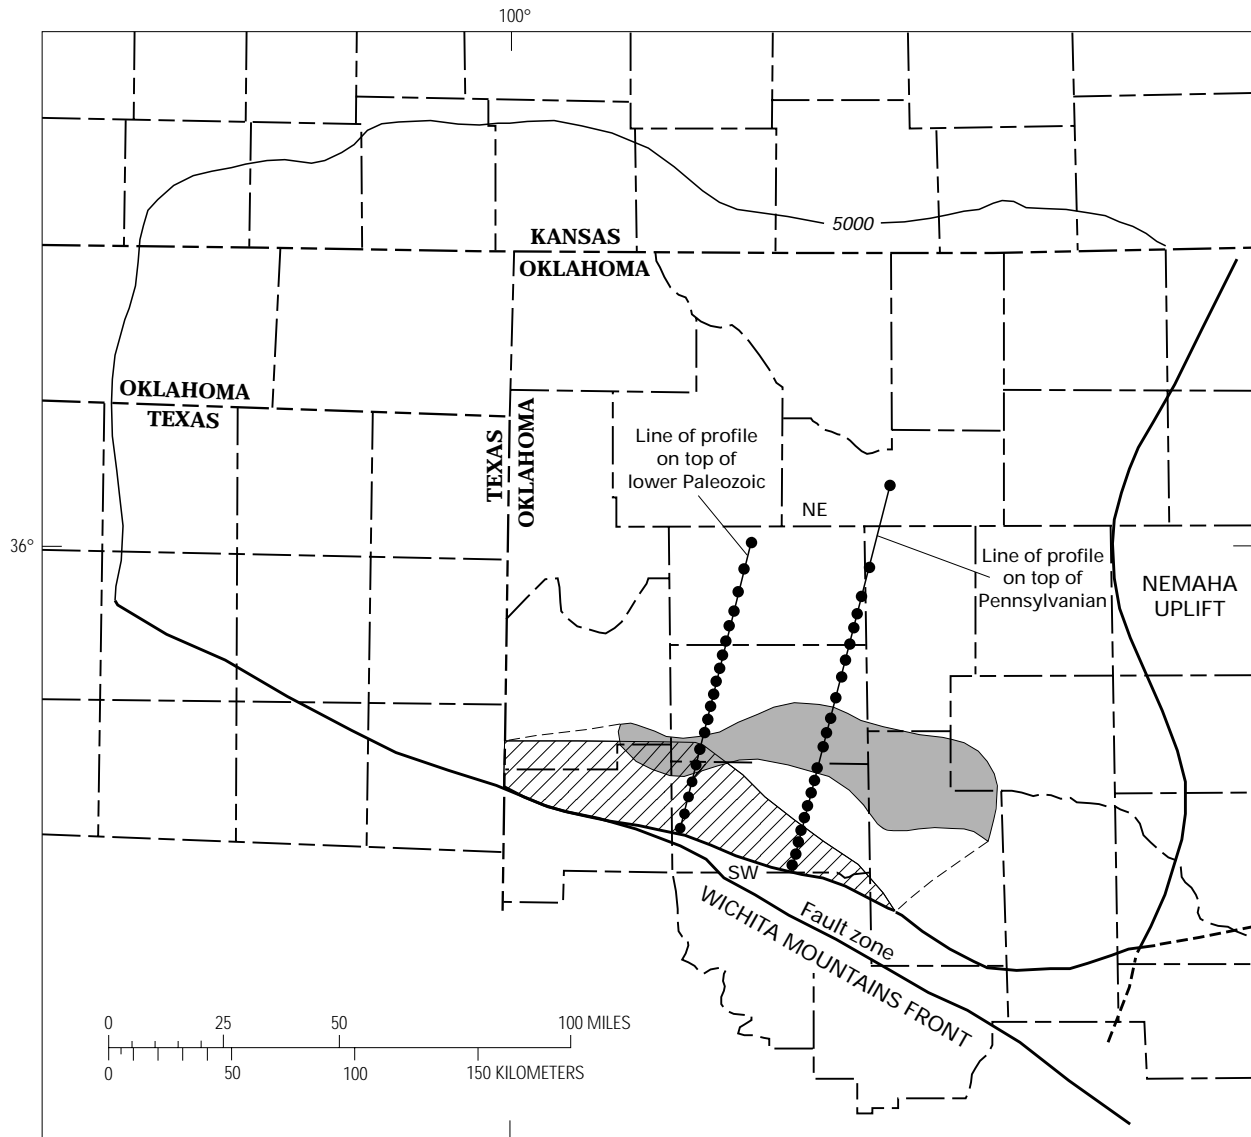 100°
5000
KANSAS
OKLAHOMA
OKLAHOMA
TEXAS
TEXAS
OKLAHOMA
Line of profile
on top of
lower Paleozoic
NE
36°
Line of profile
on top of
Pennsylvanian
NEMAHA
UPLIFT
SW
Fault zone
WICHITA MOUNTAINS FRONT
0 25 50 100 MILES
0 50 100 150 KILOMETERS